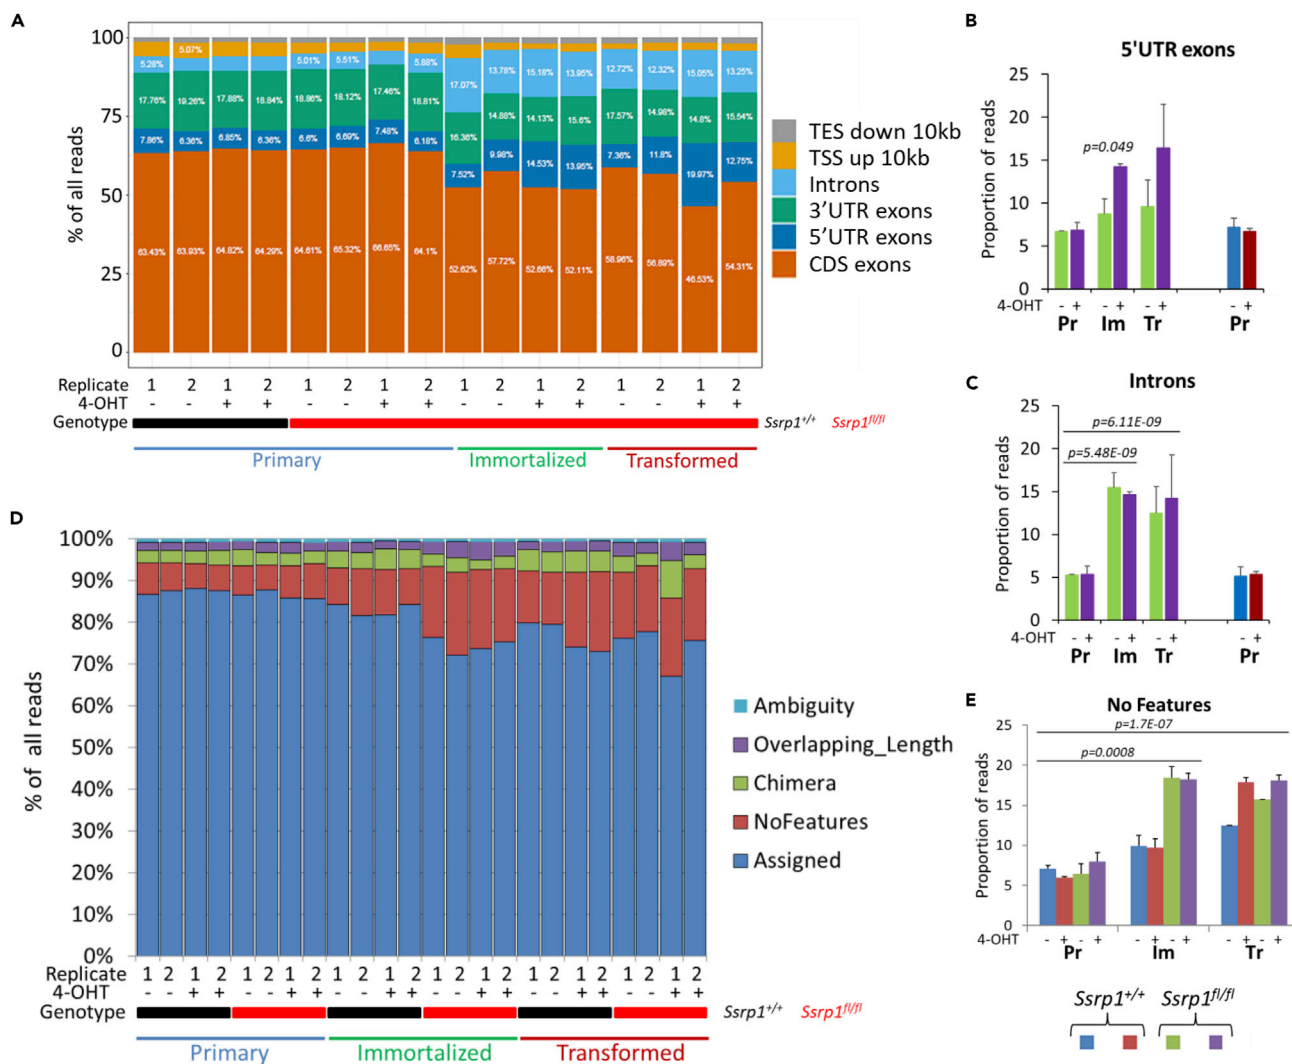 A
100
75
50
25
0
% of all reads
5.28% 5.07% 5.01% 5.51% 5.88% 17.07% 13.78% 15.18% 13.95% 12.72% 12.32% 15.05% 13.25%
17.76% 19.26% 17.88% 18.84% 18.86% 18.12% 17.46% 18.81% 16.36% 14.88% 14.13% 15.6% 17.57% 14.98% 14.8% 15.54%
7.86% 6.36% 6.85% 6.36% 6.6% 6.69% 7.48% 6.18% 7.52% 9.98% 14.53% 13.95% 7.36% 11.8% 19.97% 12.75%
63.43% 63.93% 64.82% 64.29% 64.61% 65.32% 66.65% 64.1% 52.62% 57.72% 52.66% 52.11% 58.96% 56.89% 46.53% 54.31%
TES down 10kb
TSS up 10kb
Introns
3'UTR exons
5'UTR exons
CDS exons
Replicate 1 2 1 2 1 2 1 2 1 2 1 2 1 2 1 2
4-OHT - - + + - - + + - - + + - - + +
Genotype Ssrp1+/+ Ssrp1fl/fl
Primary Immortalized Transformed
B
5'UTR exons
25
20
15
10
5
0
Proportion of reads
p=0.049
4-OHT - + - + - + - +
Pr Im Tr Pr
C
Introns
25
20
15
10
5
0
Proportion of reads
p=6.11E-09
p=5.48E-09
4-OHT - + - + - + - +
Pr Im Tr Pr
D
100%
90%
80%
70%
60%
50%
40%
30%
20%
10%
0%
% of all reads
Ambiguity
Overlapping_Length
Chimera
NoFeatures
Assigned
Replicate 1 2 1 2 1 2 1 2 1 2 1 2 1 2 1 2 1 2 1 2 1 2 1 2
4-OHT - - + + - - + + - - + + - - + + - - + + - - + +
Genotype Ssrp1+/+ Ssrp1fl/fl
Primary Immortalized Transformed
E
No Features
25
20
15
10
5
0
Proportion of reads
p=1.7E-07
p=0.0008
4-OHT - + - + - + - + - + - +
Pr Im Tr
Ssrp1+/+ Ssrp1fl/fl